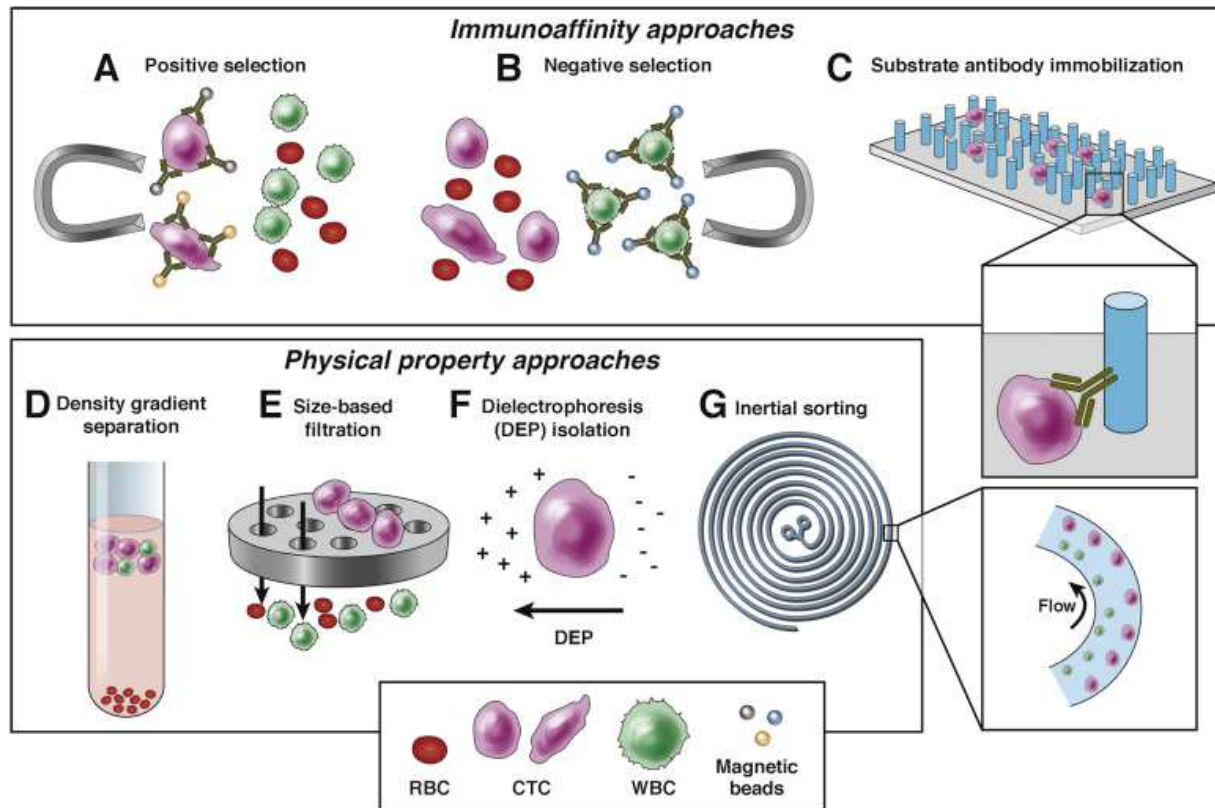 Immunoaffinity approaches
A Positive selection
B Negative selection
C Substrate antibody immobilization
Physical property approaches
D Density gradient
separation
E Size-based
filtration
F Dielectrophoresis
(DEP) isolation
G Inertial sorting
+ + + + + + + + +
- - - - - - - - -
DEP
Flow
RBC
CTC
WBC
Magnetic
beads